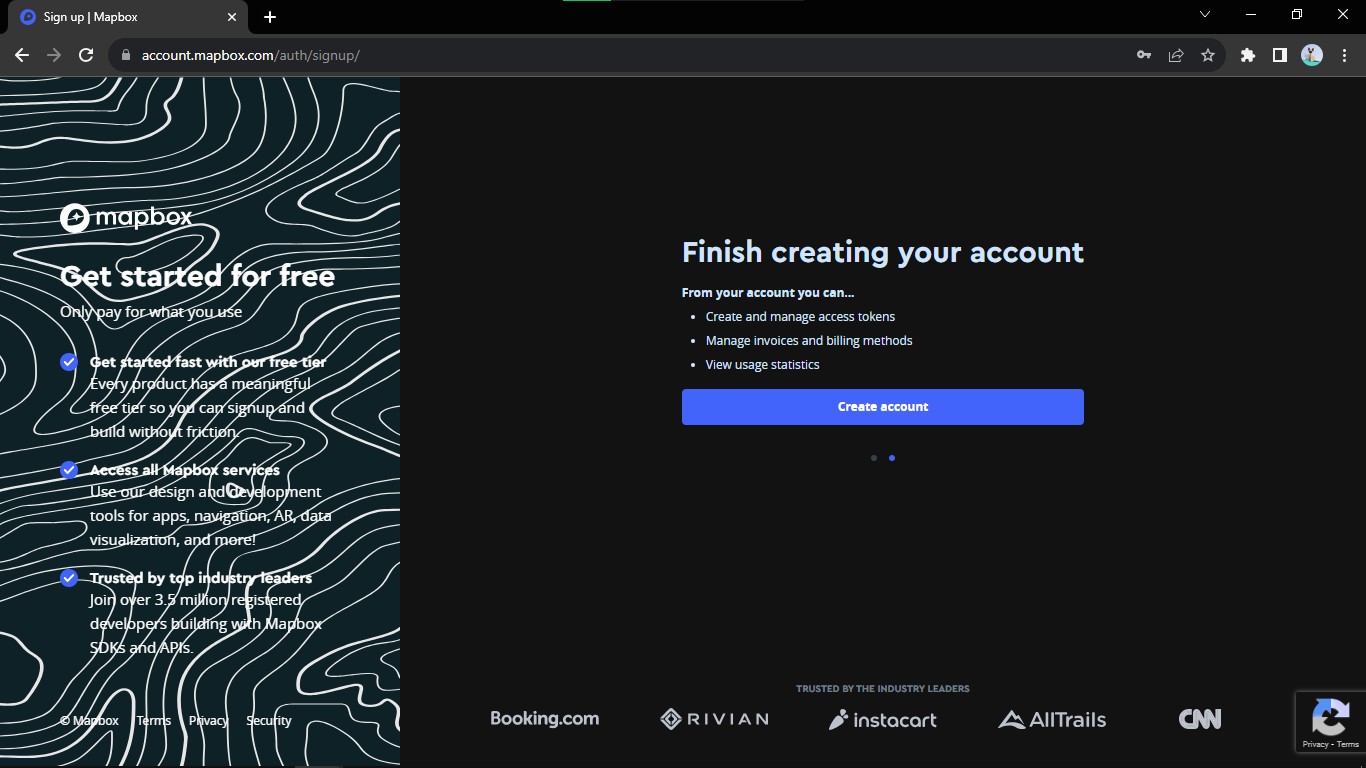 Sign up | Mapbox
account.mapbox.com/auth/signup/
mapbox
Get started for free
Only pay for what you use
Get started fast with our free tier
Every product has a meaningful
free tier so you can signup and
build without friction.
Access all Mapbox services
Use our design and development
tools for apps, navigation, AR, data
visualization, and more!
Trusted by top industry leaders
Join over 3.5 million registered
developers building with Mapbox
SDKs and APIs.
© Mapbox Terms Privacy Security
Finish creating your account
From your account you can...
• Create and manage access tokens
• Manage invoices and billing methods
• View usage statistics
Create account
TRUSTED BY THE INDUSTRY LEADERS
Booking.com RIVIAN instacart AllTrails CNN
Privacy - Terms